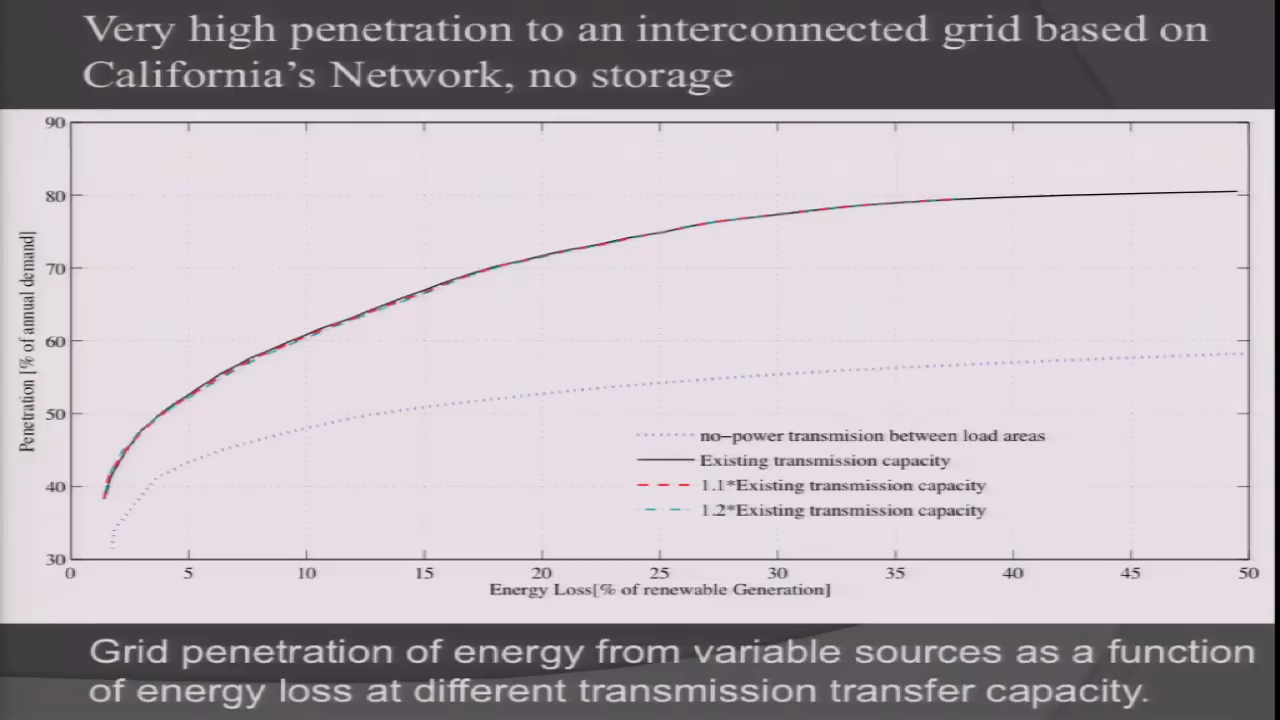 Very high penetration to an interconnected grid based on
California's Network, no storage
90
80
70
60
50
40
30
Penetration [% of annual demand]
no−power transmision between load areas
Existing transmission capacity
1.1*Existing transmission capacity
1.2*Existing transmission capacity
0 5 10 15 20 25 30 35 40 45 50
Energy Loss[% of renewable Generation]
Grid penetration of energy from variable sources as a function
of energy loss at different transmission transfer capacity.